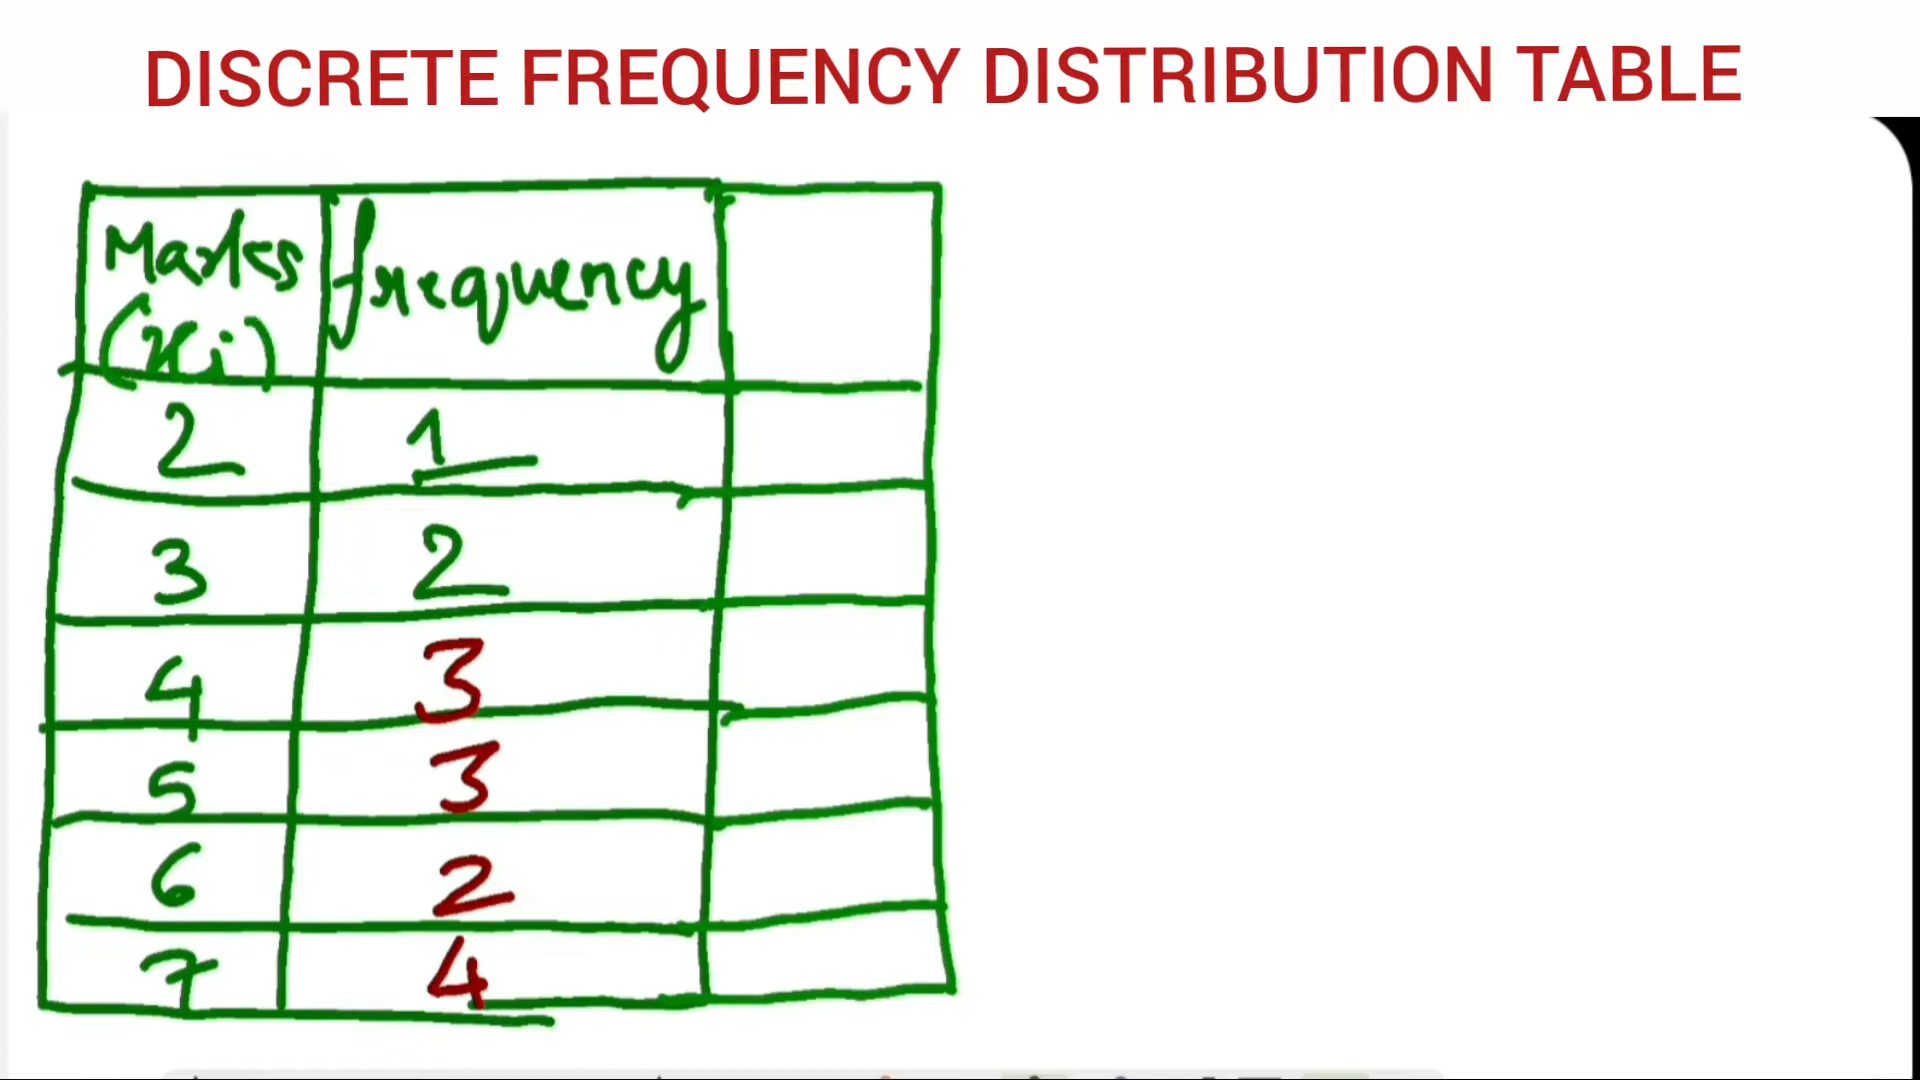 DISCRETE FREQUENCY DISTRIBUTION TABLE
Marks frequency
(xi)
2 1
3 2
4 3
5 3
6 2
7 4